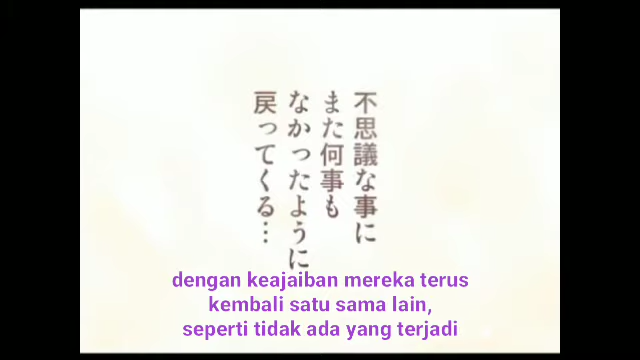 不思議な事に
また何事も
なかったように
戻ってくる…
dengan keajaiban mereka terus
kembali satu sama lain,
seperti tidak ada yang terjadi